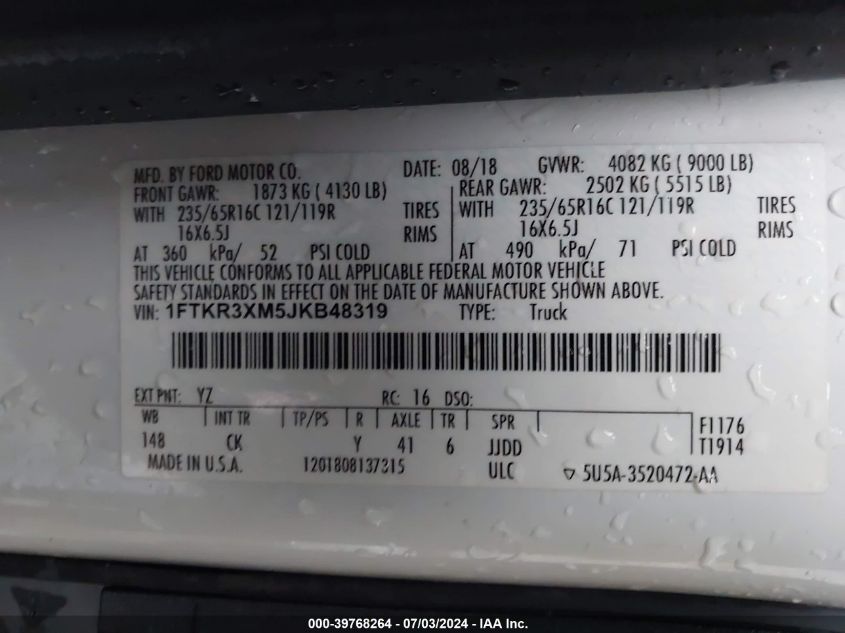 MFD. BY FORD MOTOR CO. DATE: 08/18 GVWR: 4082 KG ( 9000 LB)
FRONT GAWR: 1873 KG ( 4130 LB) REAR GAWR: 2502 KG ( 5515 LB)
WITH 235/65R16C 121/119R TIRES WITH 235/65R16C 121/119R TIRES
16X6.5J RIMS 16X6.5J RIMS
AT 360 kPa/ 52 PSI COLD AT 490 kPa/ 71 PSI COLD
THIS VEHICLE CONFORMS TO ALL APPLICABLE FEDERAL MOTOR VEHICLE
SAFETY STANDARDS IN EFFECT ON THE DATE OF MANUFACTURE SHOWN ABOVE.
VIN: 1FTKR3XM5JKB48319 TYPE: Truck
EXT PNT: YZ RC: 16 DSO:
WB INT TR TP/PS R AXLE TR SPR F1176
148 CK Y 41 6 JJDD T1914
MADE IN U.S.A. 1201808137315 ULC ▽ 5U5A-3520472-AA
000-39768264 - 07/03/2024 - IAA Inc.